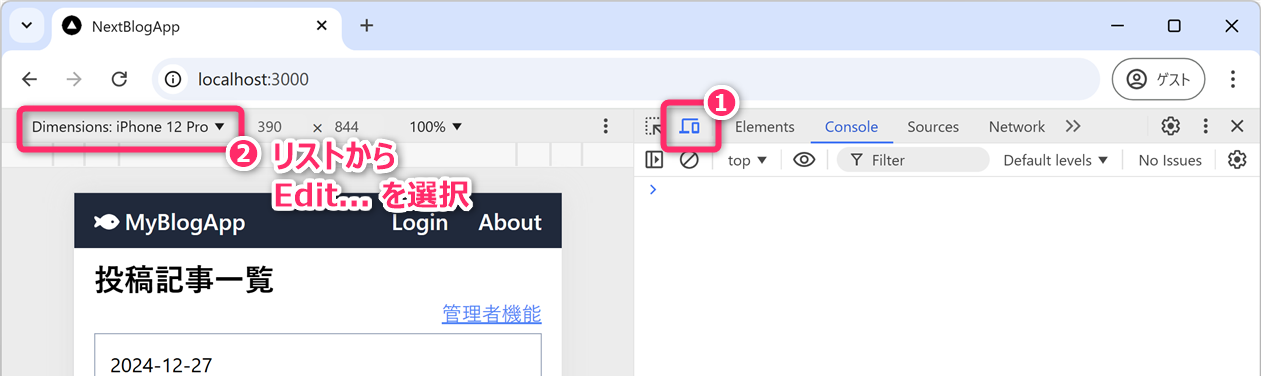 NextBlogApp
localhost:3000
ゲスト
1
Dimensions: iPhone 12 Pro
390 × 844
100%
Elements
Console
Sources
Network
2 リストから
Edit... を選択
top
Filter
Default levels
No Issues
MyBlogApp
Login
About
投稿記事一覧
管理者機能
2024-12-27